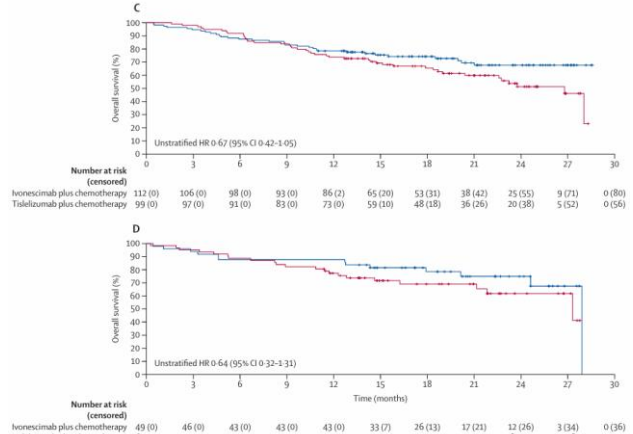 C
100
90
80
70
60
50
40
30
20
10
0
Overall survival (%)
Unstratified HR 0·67 (95% CI 0·42–1·05)
0 3 6 9 12 15 18 21 24 27 30
Number at risk
(censored)
Ivonescimab plus chemotherapy 112 (0) 106 (0) 98 (0) 93 (0) 86 (2) 65 (20) 53 (31) 38 (42) 25 (55) 9 (71) 0 (80)
Tislelizumab plus chemotherapy 99 (0) 97 (0) 91 (0) 83 (0) 73 (0) 59 (10) 48 (18) 36 (26) 20 (38) 5 (52) 0 (56)
D
100
90
80
70
60
50
40
30
20
10
0
Overall survival (%)
Unstratified HR 0·64 (95% CI 0·32–1·31)
0 3 6 9 12 15 18 21 24 27 30
Time (months)
Number at risk
(censored)
Ivonescimab plus chemotherapy 49 (0) 46 (0) 43 (0) 43 (0) 43 (0) 33 (7) 26 (13) 17 (21) 12 (26) 3 (34) 0 (36)